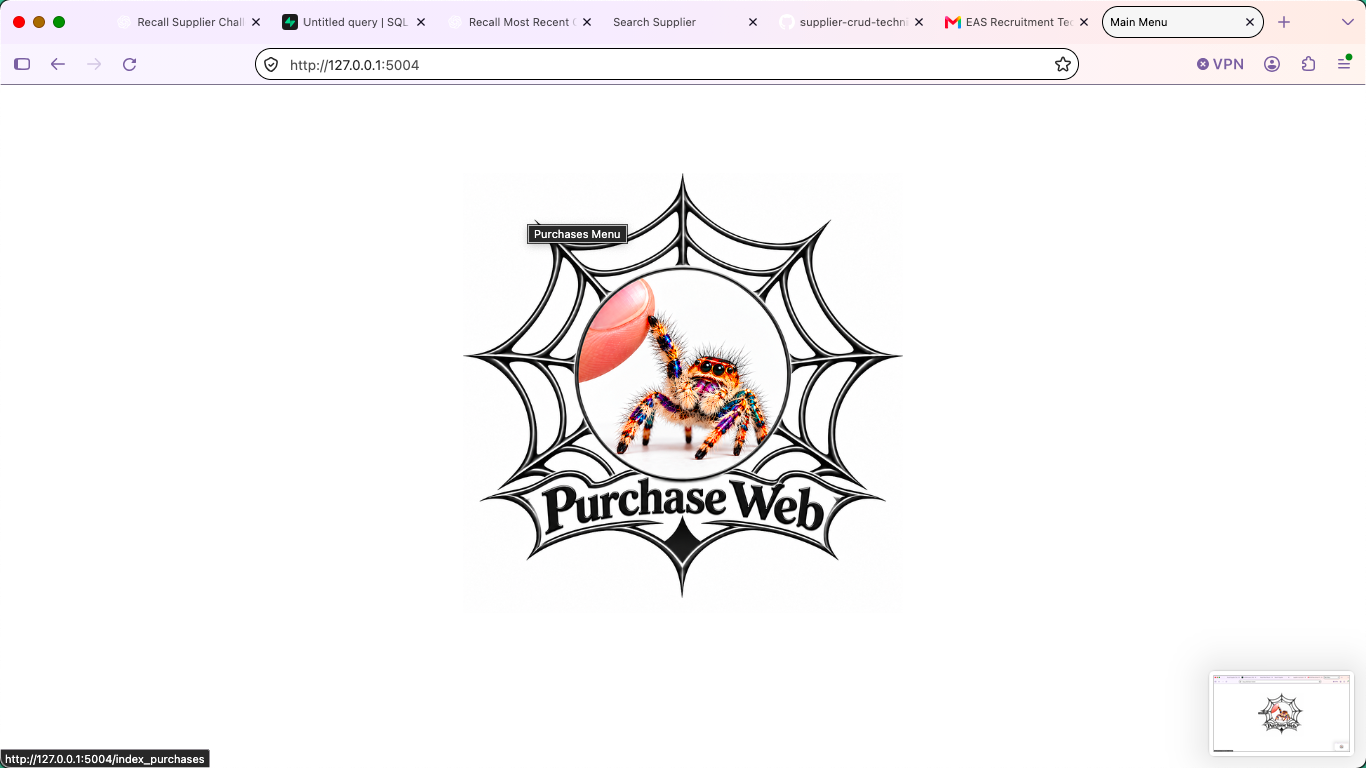 Recall Supplier Chall
Untitled query | SQL
Recall Most Recent
Search Supplier
supplier-crud-techni
EAS Recruitment Tec
Main Menu
http://127.0.0.1:5004
VPN
Purchases Menu
Purchase Web
http://127.0.0.1:5004/index_purchases